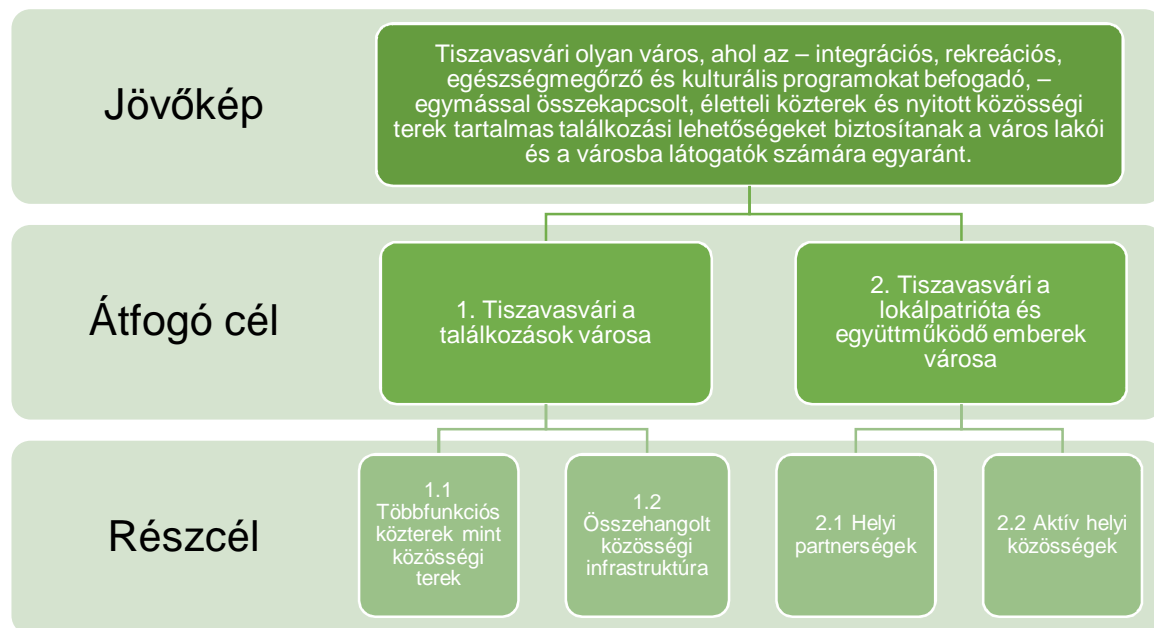 Jövőkép
Tiszavasvári olyan város, ahol az – integrációs, rekreációs,
egészségmegőrző és kulturális programokat befogadó, –
egymással összekapcsolt, életteli közterek és nyitott közösségi
terek tartalmas találkozási lehetőségeket biztosítanak a város lakói
és a városba látogatók számára egyaránt.
Átfogó cél
1. Tiszavasvári a
találkozások városa
2. Tiszavasvári a
lokálpatrióta és
együttműködő emberek
városa
Részcél
1.1
Többfunkciós
közterek mint
közösségi
terek
1.2
Összehangolt
közösségi
infrastruktúra
2.1 Helyi
partnerségek
2.2 Aktív helyi
közösségek